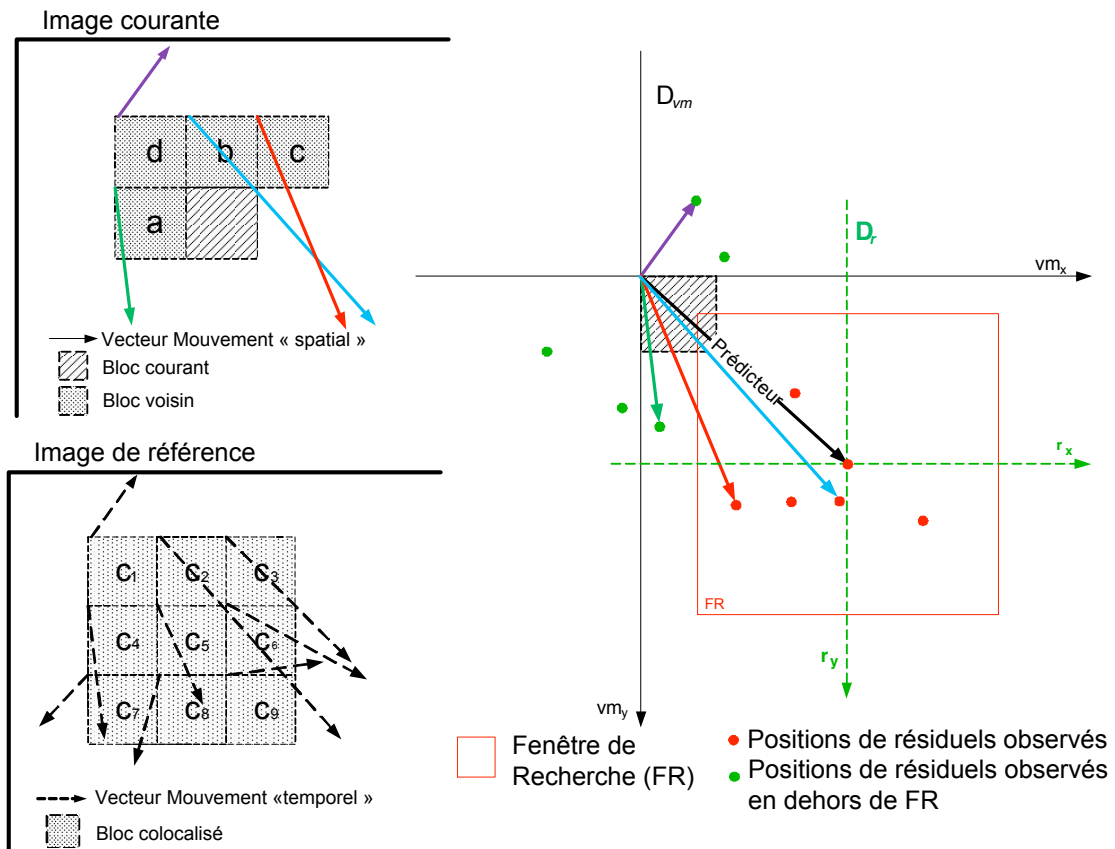 Image courante
d
b
c
a
Vecteur Mouvement « spatial »
Bloc courant
Bloc voisin
Image de référence
C1
C2
C3
C4
C5
C6
C7
C8
C9
Vecteur Mouvement «temporel »
Bloc colocalisé
Dvm
Dr
vmx
Prédicteur
rx
FR
ry
vmy
Fenêtre de
Recherche (FR)
Positions de résiduels observés
Positions de résiduels observés
en dehors de FR